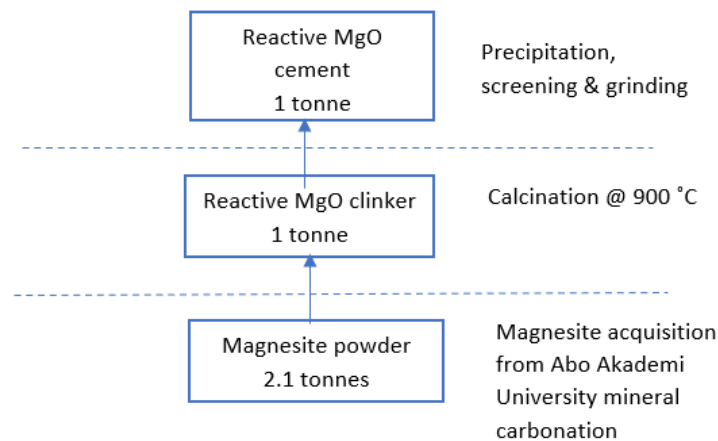 Reactive MgO
cement
1 tonne
Precipitation,
screening & grinding
Reactive MgO clinker
1 tonne
Calcination @ 900 ˚C
Magnesite powder
2.1 tonnes
Magnesite acquisition
from Abo Akademi
University mineral
carbonation